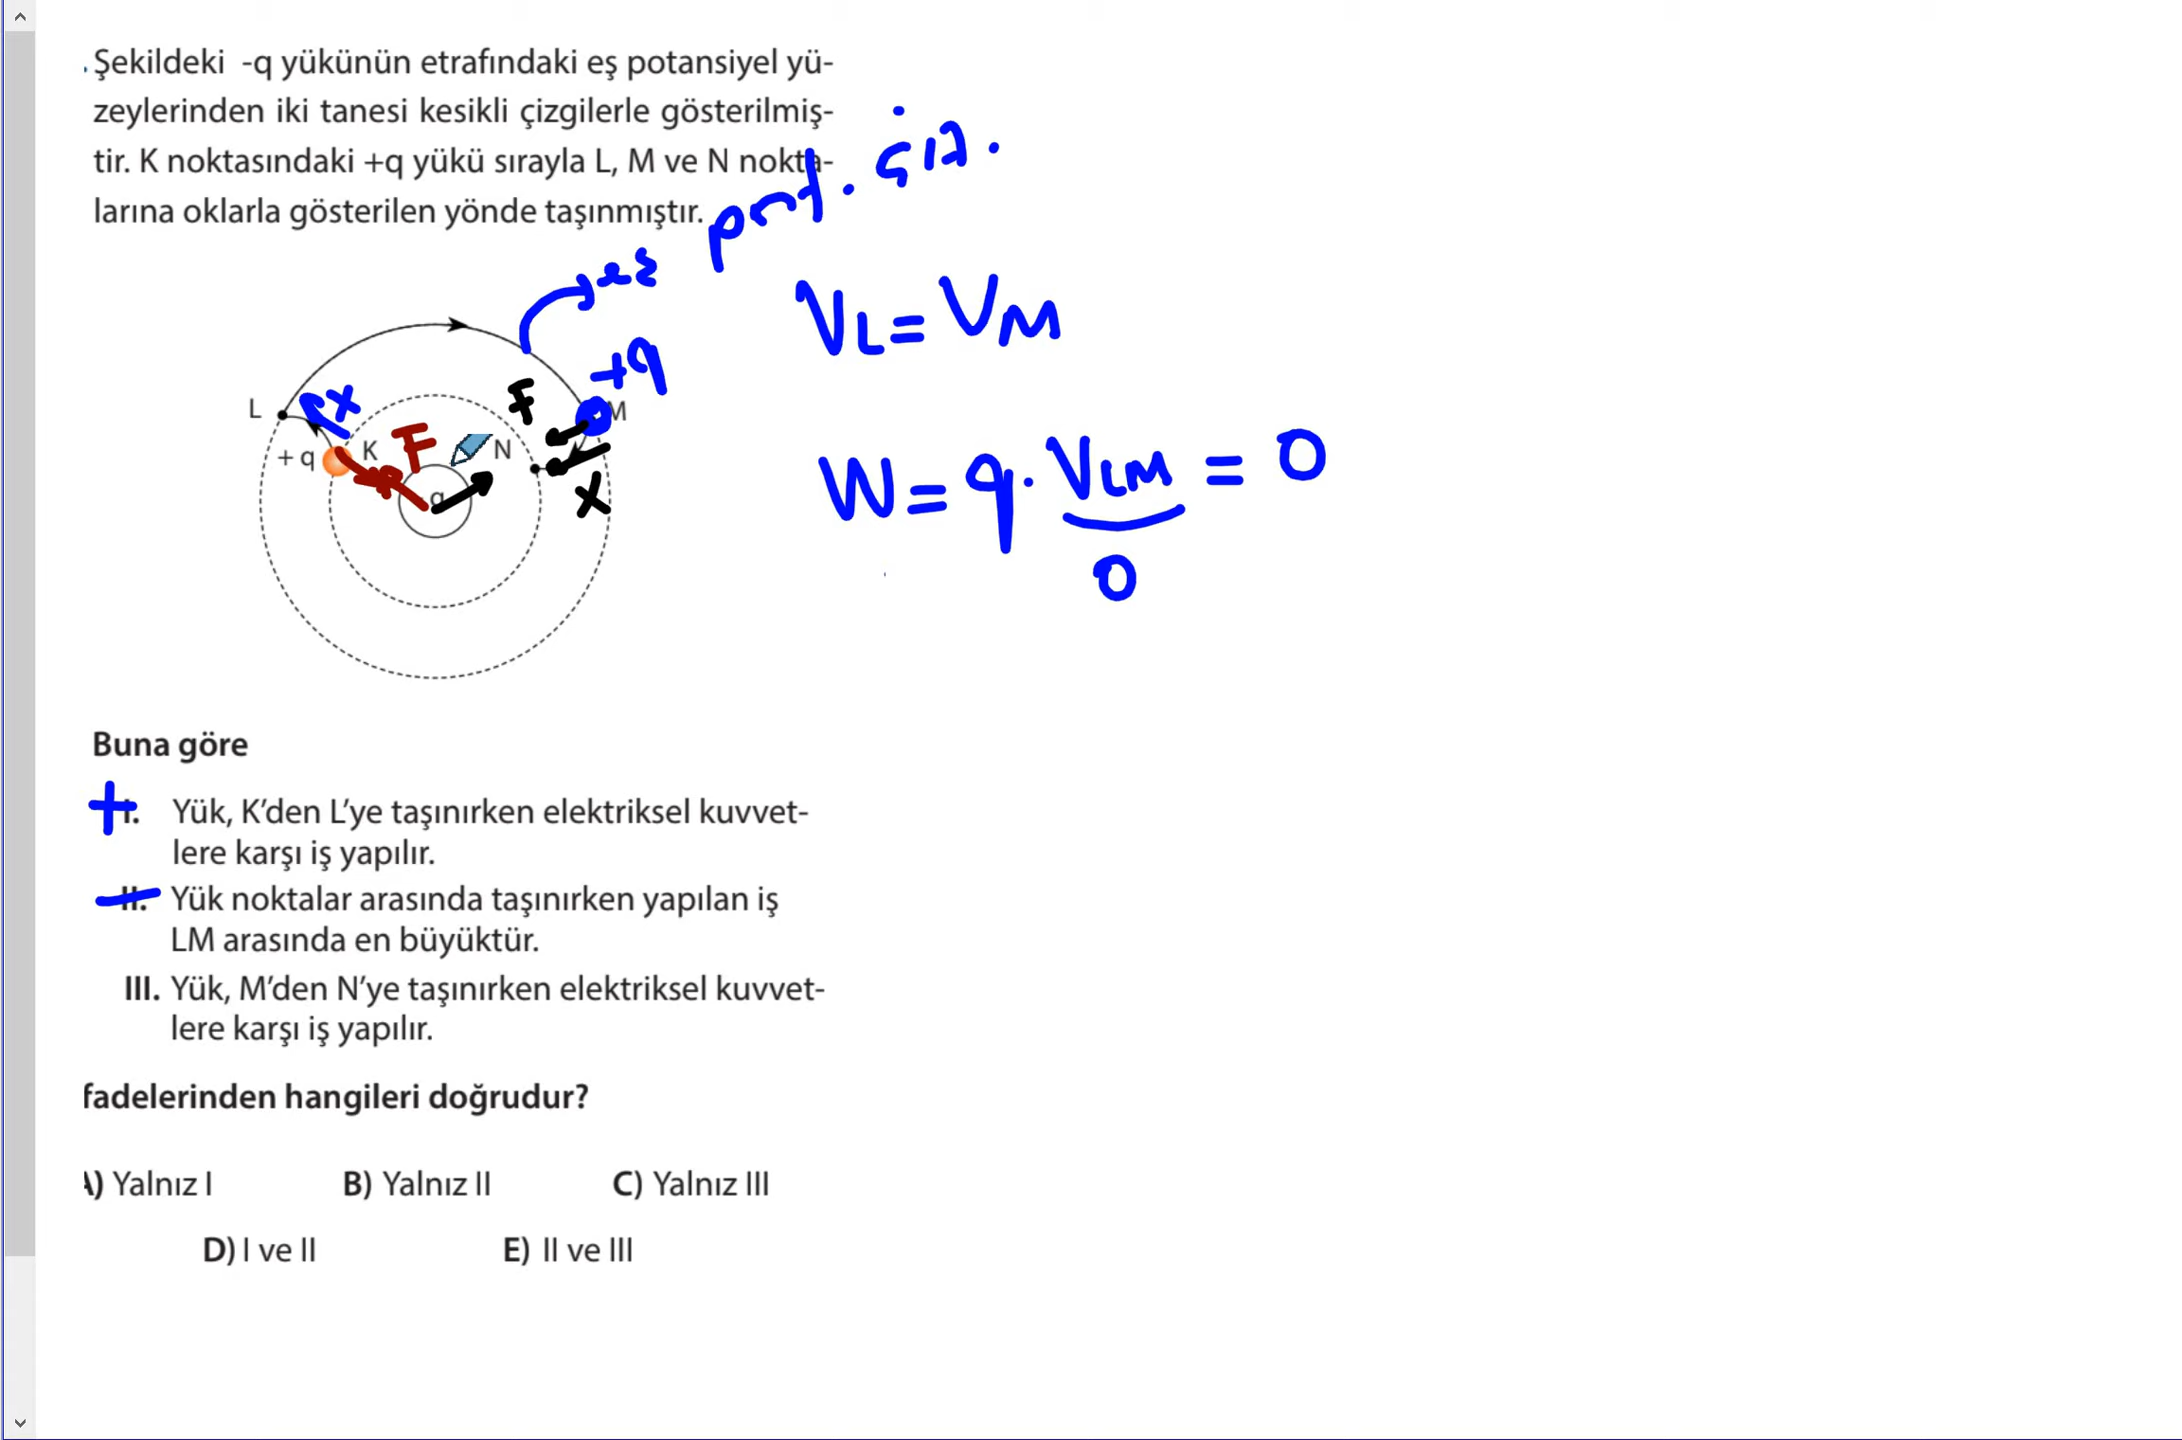 Şekildeki -q yükünün etrafındaki eş potansiyel yü-
zeylerinden iki tanesi kesikli çizgilerle gösterilmiş-
tir. K noktasındaki +q yükü sırayla L, M ve N nokta-
larına oklarla gösterilen yönde taşınmıştır.
eş pot. çiz.
VL = VM
+q
L
x
F
M
+ q
K
F
N
q
x
W = q . VLM = 0
0
Buna göre
+ I. Yük, K'den L'ye taşınırken elektriksel kuvvet-
lere karşı iş yapılır.
— II. Yük noktalar arasında taşınırken yapılan iş
LM arasında en büyüktür.
III. Yük, M'den N'ye taşınırken elektriksel kuvvet-
lere karşı iş yapılır.
fadelerinden hangileri doğrudur?
A) Yalnız I B) Yalnız II C) Yalnız III
D) I ve II E) II ve III